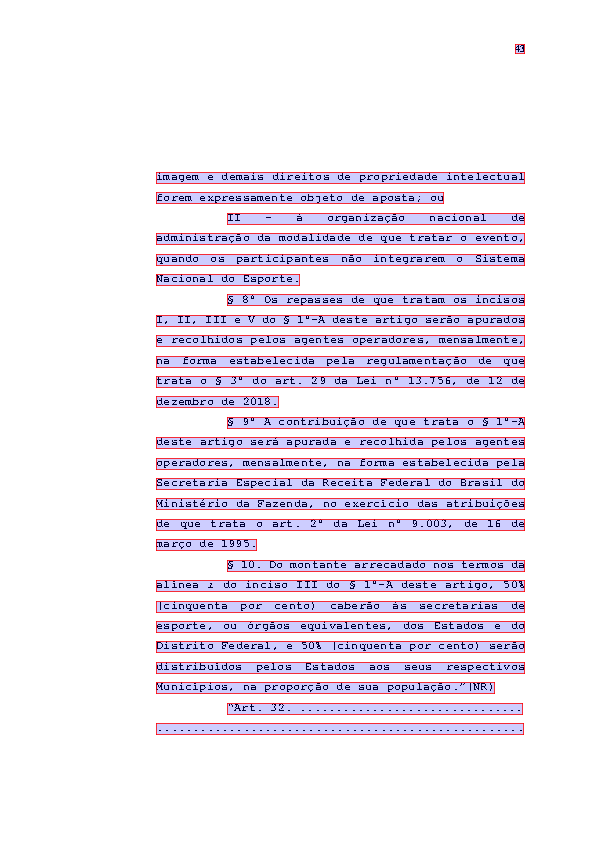 43
imagem e demais direitos de propriedade intelectual
forem expressamente objeto de aposta; ou
II - à organização nacional de
administração da modalidade de que tratar o evento,
quando os participantes não integrarem o Sistema
Nacional do Esporte.
§ 8º Os repasses de que tratam os incisos
I, II, III e V do § 1º-A deste artigo serão apurados
e recolhidos pelos agentes operadores, mensalmente,
na forma estabelecida pela regulamentação de que
trata o § 3º do art. 29 da Lei nº 13.756, de 12 de
dezembro de 2018.
§ 9º A contribuição de que trata o § 1º-A
deste artigo será apurada e recolhida pelos agentes
operadores, mensalmente, na forma estabelecida pela
Secretaria Especial da Receita Federal do Brasil do
Ministério da Fazenda, no exercício das atribuições
de que trata o art. 2º da Lei nº 9.003, de 16 de
março de 1995.
§ 10. Do montante arrecadado nos termos da
alínea i do inciso III do § 1º-A deste artigo, 50%
(cinquenta por cento) caberão às secretarias de
esporte, ou órgãos equivalentes, dos Estados e do
Distrito Federal, e 50% (cinquenta por cento) serão
distribuídos pelos Estados aos seus respectivos
Municípios, na proporção de sua população.”(NR)
“Art. 32. ...............................
...................................................